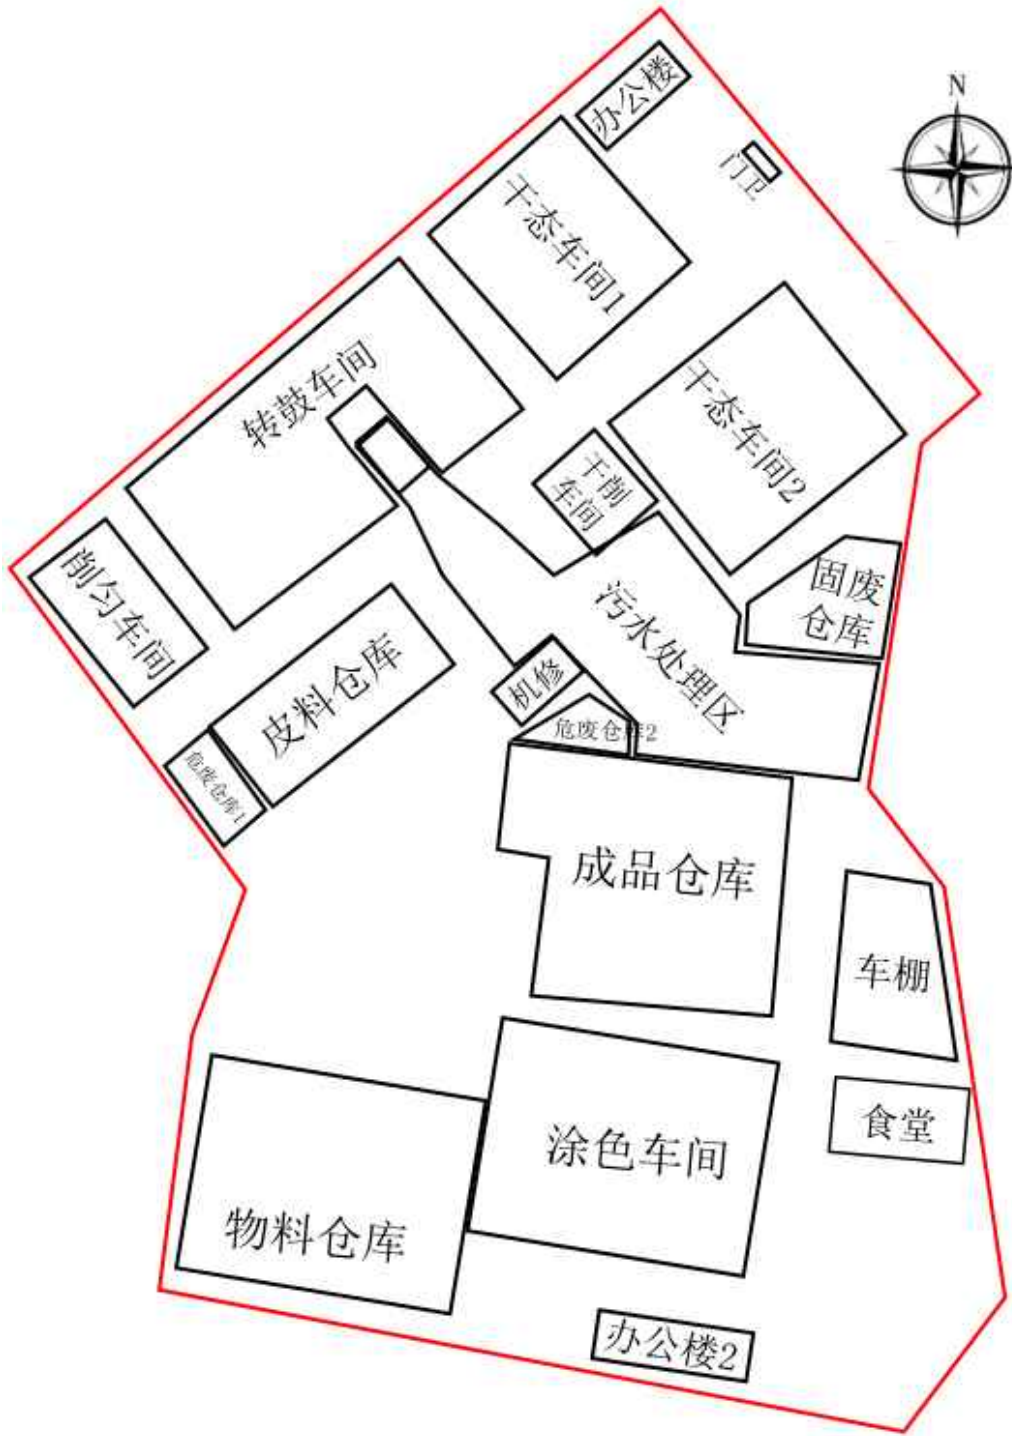 办公楼
N
门卫
干态车间1
转鼓车间
干态车间2
干削
车间
削匀车间
固废
仓库
污水处理区
皮料仓库
机修
危废仓库2
危废仓库1
成品仓库
车棚
食堂
涂色车间
物料仓库
办公楼2